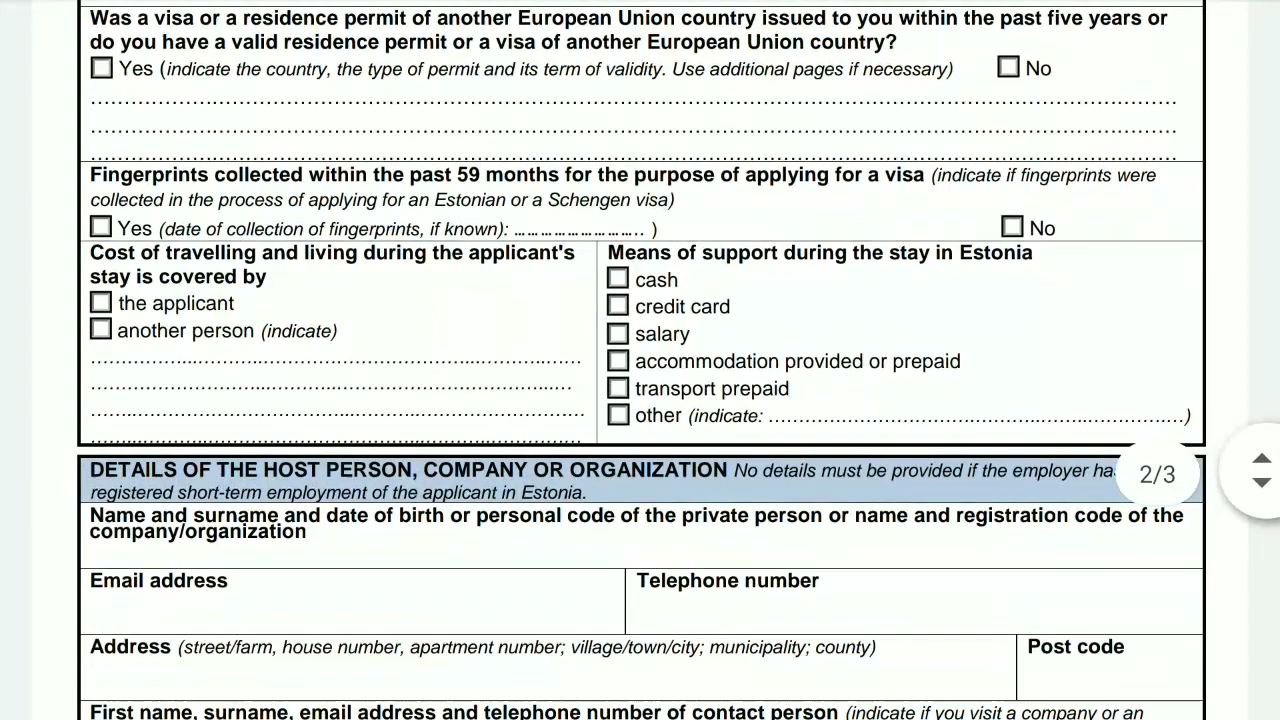 Was a visa or a residence permit of another European Union country issued to you within the past five years or
do you have a valid residence permit or a visa of another European Union country?
Yes (indicate the country, the type of permit and its term of validity. Use additional pages if necessary) No
Fingerprints collected within the past 59 months for the purpose of applying for a visa (indicate if fingerprints were
collected in the process of applying for an Estonian or a Schengen visa)
Yes (date of collection of fingerprints, if known): ........................ ) No
Cost of travelling and living during the applicant's
stay is covered by
the applicant
another person (indicate)
Means of support during the stay in Estonia
cash
credit card
salary
accommodation provided or prepaid
transport prepaid
other (indicate: ................................................................)
DETAILS OF THE HOST PERSON, COMPANY OR ORGANIZATION No details must be provided if the employer
registered short-term employment of the applicant in Estonia.
2/3
Name and surname and date of birth or personal code of the private person or name and registration code of the
company/organization
Email address
Telephone number
Address (street/farm, house number, apartment number; village/town/city; municipality; county)
Post code
First name, surname, email address and telephone number of contact person (indicate if you visit a company or an